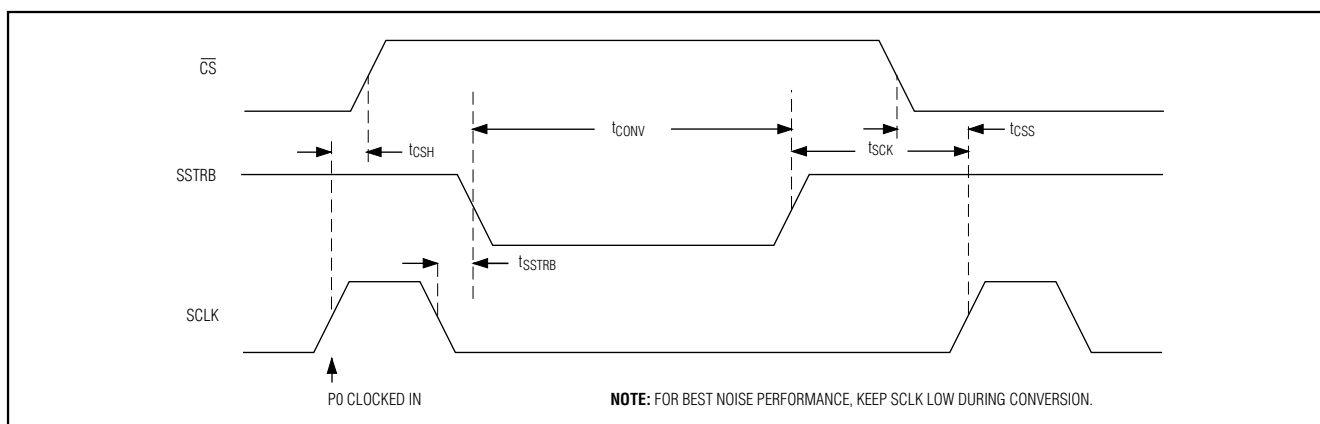 C̅S̅
tCONV
tCSS
tCSH
tSCK
SSTRB
tSSTRB
SCLK
P0 CLOCKED IN
NOTE: FOR BEST NOISE PERFORMANCE, KEEP SCLK LOW DURING CONVERSION.